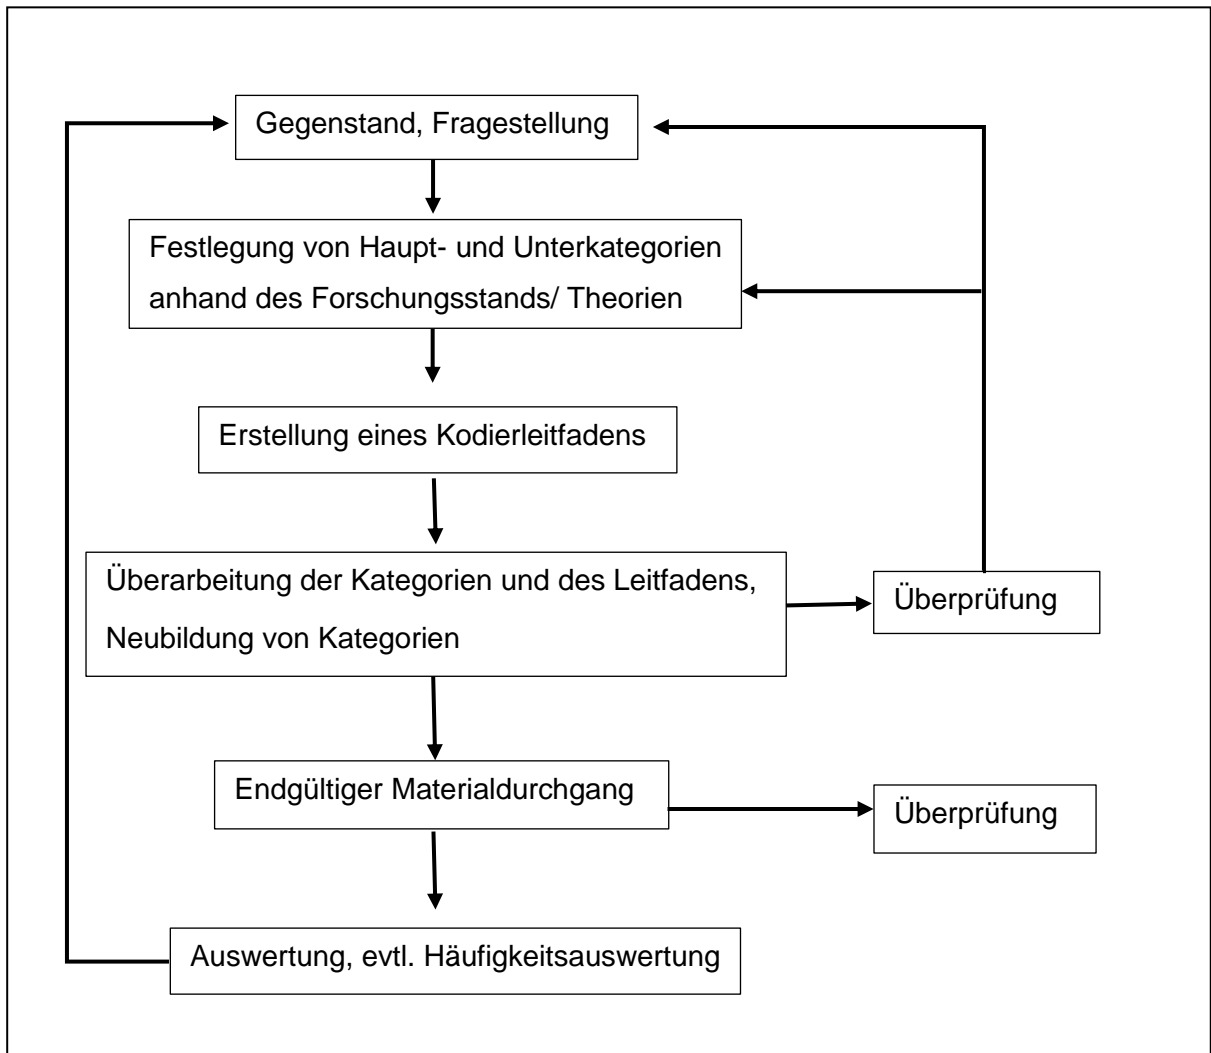 Gegenstand, Fragestellung
Festlegung von Haupt- und Unterkategorien
anhand des Forschungsstands/ Theorien
Erstellung eines Kodierleitfadens
Überarbeitung der Kategorien und des Leitfadens,
Neubildung von Kategorien
Überprüfung
Endgültiger Materialdurchgang
Überprüfung
Auswertung, evtl. Häufigkeitsauswertung